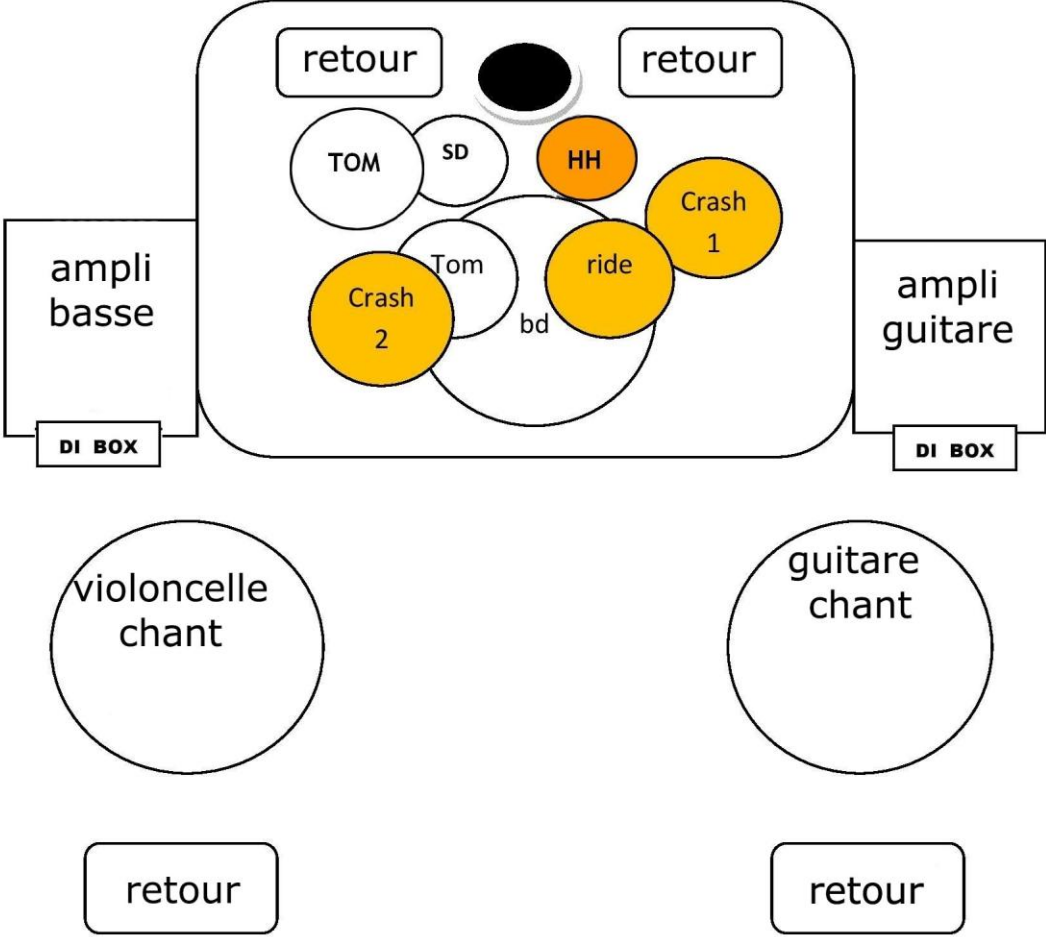 retour
retour
TOM
SD
HH
Crash
1
Tom
ride
Crash
2
bd
ampli
basse
DI BOX
ampli
guitare
DI BOX
violoncelle
chant
guitare
chant
retour
retour